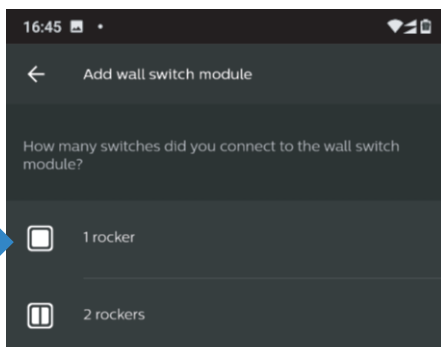 16:45
Add wall switch module
How many switches did you connect to the wall switch
module?
1 rocker
2 rockers